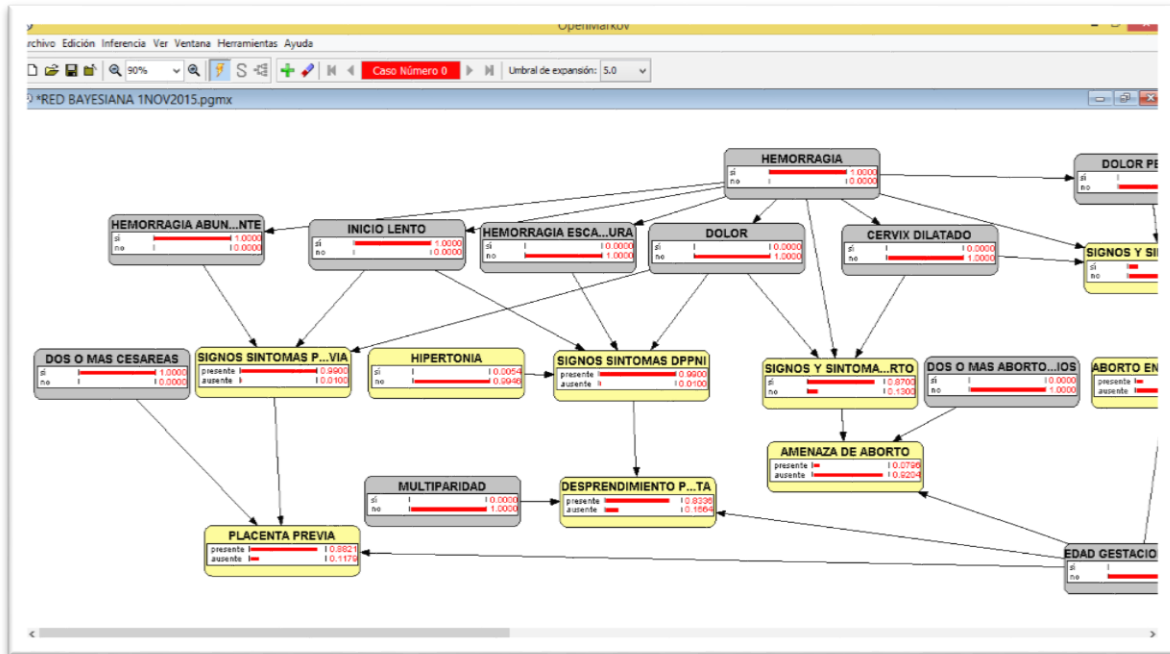 OpenMarkov
rchivo Edición Inferencia Ver Ventana Herramientas Ayuda
90% S Caso Número 0 Umbral de expansión: 5.0
*RED BAYESIANA 1NOV2015.pgmx
HEMORRAGIA
sí 1.0000
no 0.0000
DOLOR PE
sí
no
HEMORRAGIA ABUN...NTE
sí 1.0000
no 0.0000
INICIO LENTO
sí 1.0000
no 0.0000
HEMORRAGIA ESCA...URA
sí 0.0000
no 1.0000
DOLOR
sí 0.0000
no 1.0000
CERVIX DILATADO
sí 0.0000
no 1.0000
SIGNOS Y SI
sí
no
DOS O MAS CESAREAS
sí 1.0000
no 0.0000
SIGNOS SINTOMAS P...VIA
presente 0.9900
ausente 0.0100
HIPERTONIA
sí 0.0054
no 0.9946
SIGNOS SINTOMAS DPPNI
presente 0.9900
ausente 0.0100
SIGNOS Y SINTOMA...RTO
sí 0.8700
no 0.1300
DOS O MAS ABORTO...IOS
sí 0.0000
no 1.0000
ABORTO EN
presente
ausente
AMENAZA DE ABORTO
presente 0.0796
ausente 0.9204
MULTIPARIDAD
sí 0.0000
no 1.0000
DESPRENDIMIENTO P...TA
presente 0.8336
ausente 0.1664
PLACENTA PREVIA
presente 0.8821
ausente 0.1179
EDAD GESTACIO
sí
no